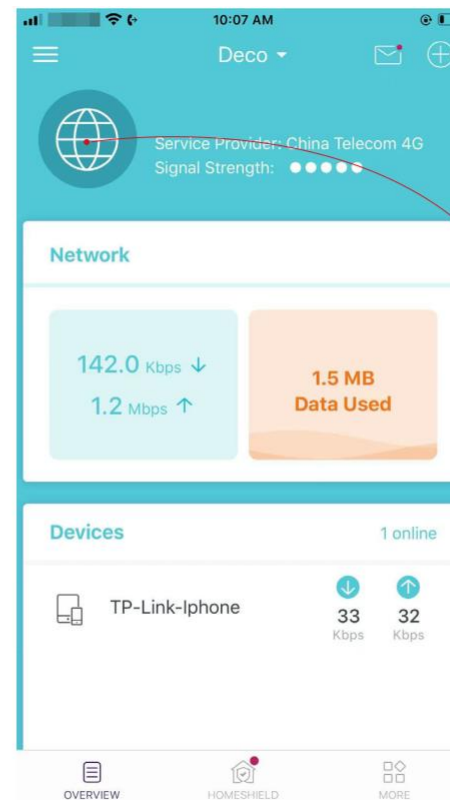 10:07 AM
Deco
Service Provider: China Telecom 4G
Signal Strength:
Network
142.0 Kbps ↓
1.2 Mbps ↑
1.5 MB
Data Used
Devices
1 online
TP-Link-Iphone
33
Kbps
32
Kbps
OVERVIEW
HOMESHIELD
MORE